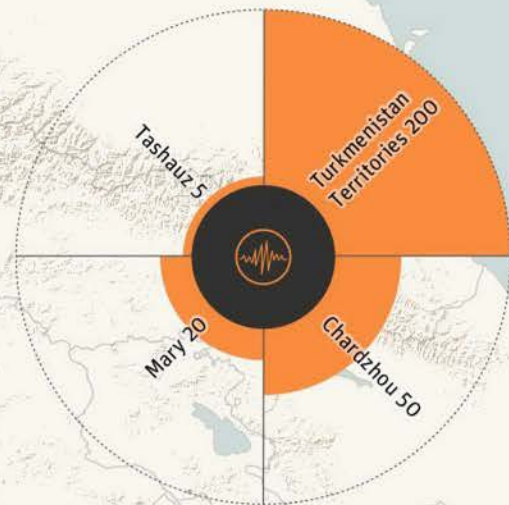 Tashauz 5
Turkmenistan
Territories 200
Mary 20
Chardzhou 50